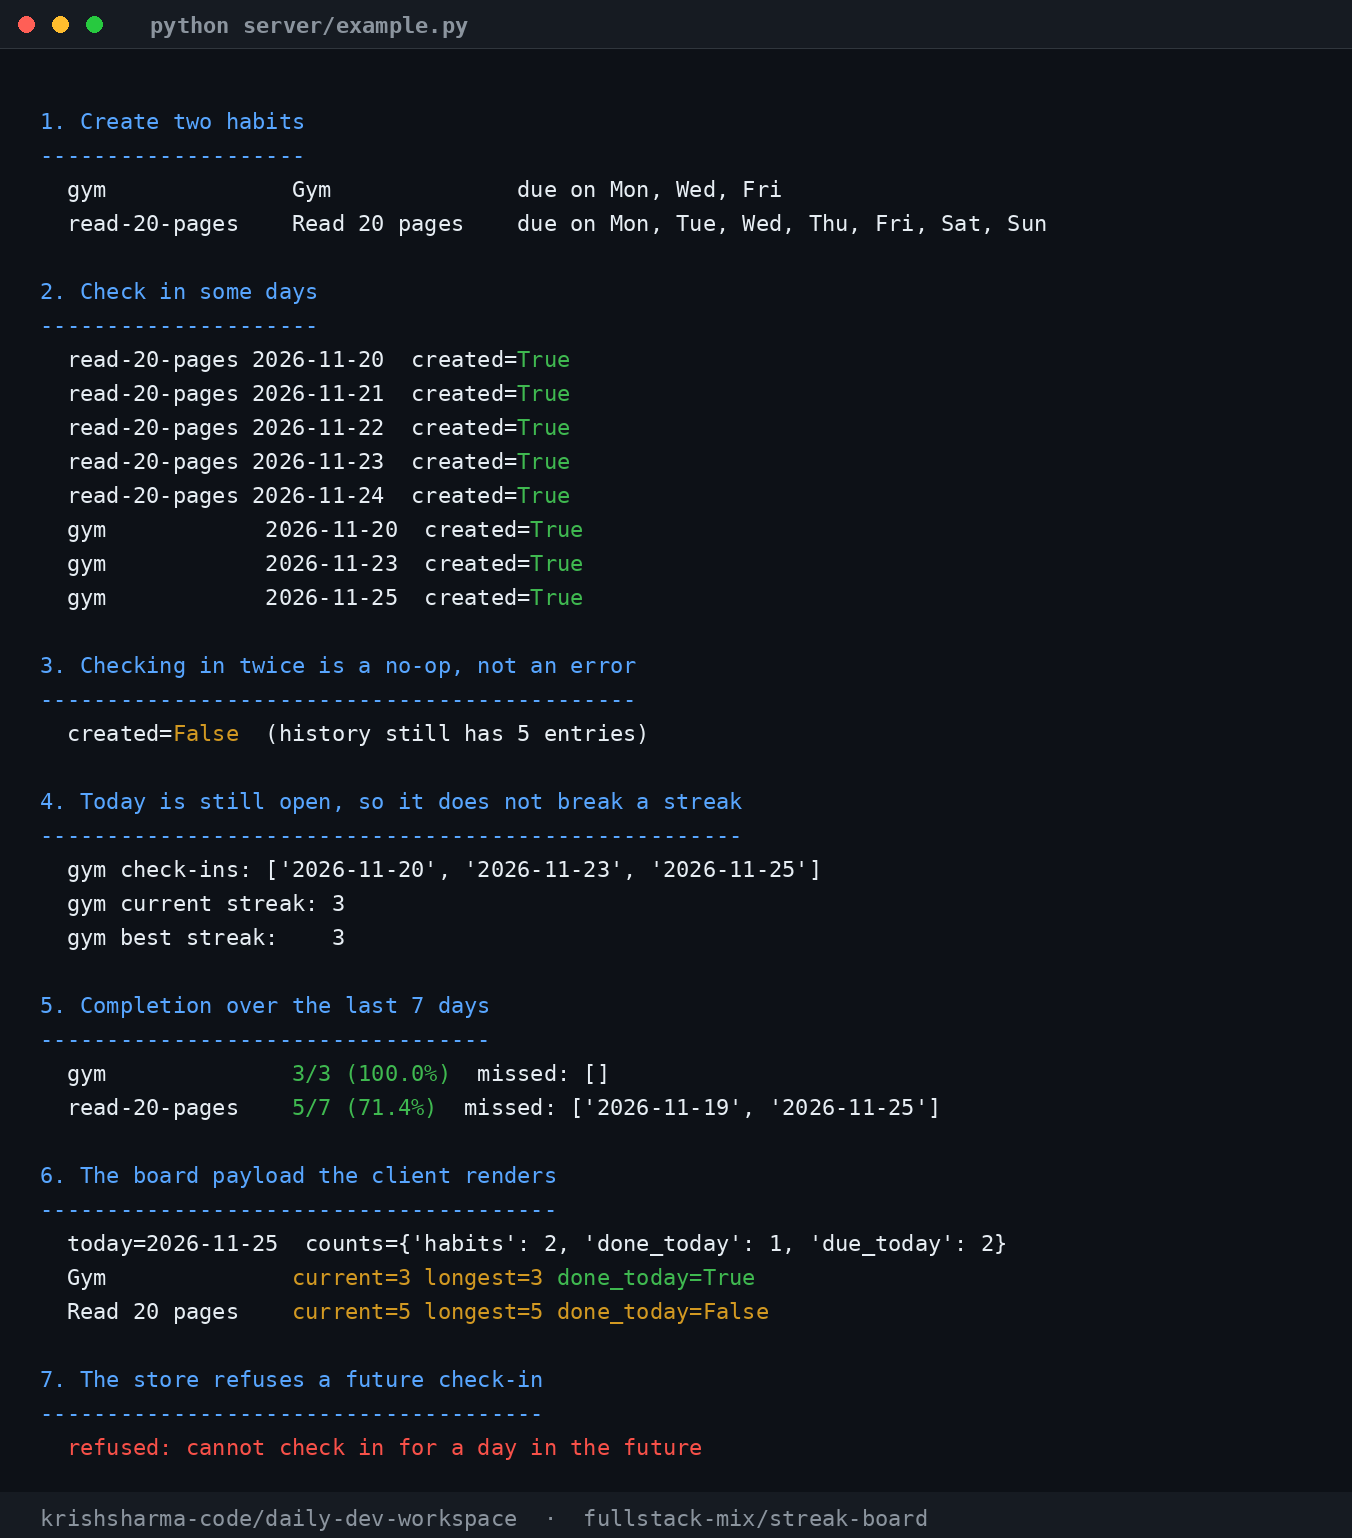 python server/example.py
1. Create two habits
--------------------
gym              Gym              due on Mon, Wed, Fri
read-20-pages    Read 20 pages    due on Mon, Tue, Wed, Thu, Fri, Sat, Sun
2. Check in some days
---------------------
read-20-pages 2026-11-20  created=True
read-20-pages 2026-11-21  created=True
read-20-pages 2026-11-22  created=True
read-20-pages 2026-11-23  created=True
read-20-pages 2026-11-24  created=True
gym            2026-11-20  created=True
gym            2026-11-23  created=True
gym            2026-11-25  created=True
3. Checking in twice is a no-op, not an error
---------------------------------------------
created=False  (history still has 5 entries)
4. Today is still open, so it does not break a streak
-----------------------------------------------------
gym check-ins: ['2026-11-20', '2026-11-23', '2026-11-25']
gym current streak: 3
gym best streak:    3
5. Completion over the last 7 days
----------------------------------
gym              3/3 (100.0%)  missed: []
read-20-pages    5/7 (71.4%)  missed: ['2026-11-19', '2026-11-25']
6. The board payload the client renders
---------------------------------------
today=2026-11-25  counts={'habits': 2, 'done_today': 1, 'due_today': 2}
Gym              current=3 longest=3 done_today=True
Read 20 pages    current=5 longest=5 done_today=False
7. The store refuses a future check-in
--------------------------------------
refused: cannot check in for a day in the future
krishsharma-code/daily-dev-workspace  ·  fullstack-mix/streak-board